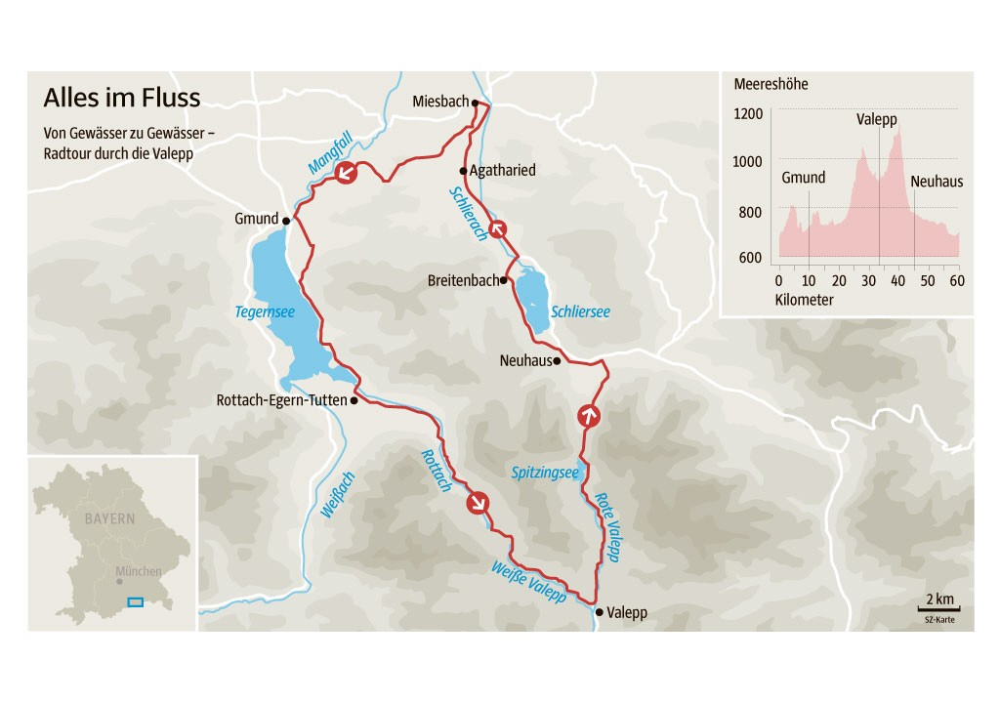 Alles im Fluss
Von Gewässer zu Gewässer –
Radtour durch die Valepp
Miesbach
Mangfall
Agatharied
Schlierach
Gmund
Breitenbach
Tegernsee
Schliersee
Neuhaus
Rottach-Egern-Tutten
Rottach
Spitzingsee
Weißach
Rote Valepp
Weiße Valepp
Valepp
Meereshöhe
1200
1000
800
600
Valepp
Gmund
Neuhaus
0 10 20 30 40 50 60
Kilometer
BAYERN
München
2 km
SZ-Karte